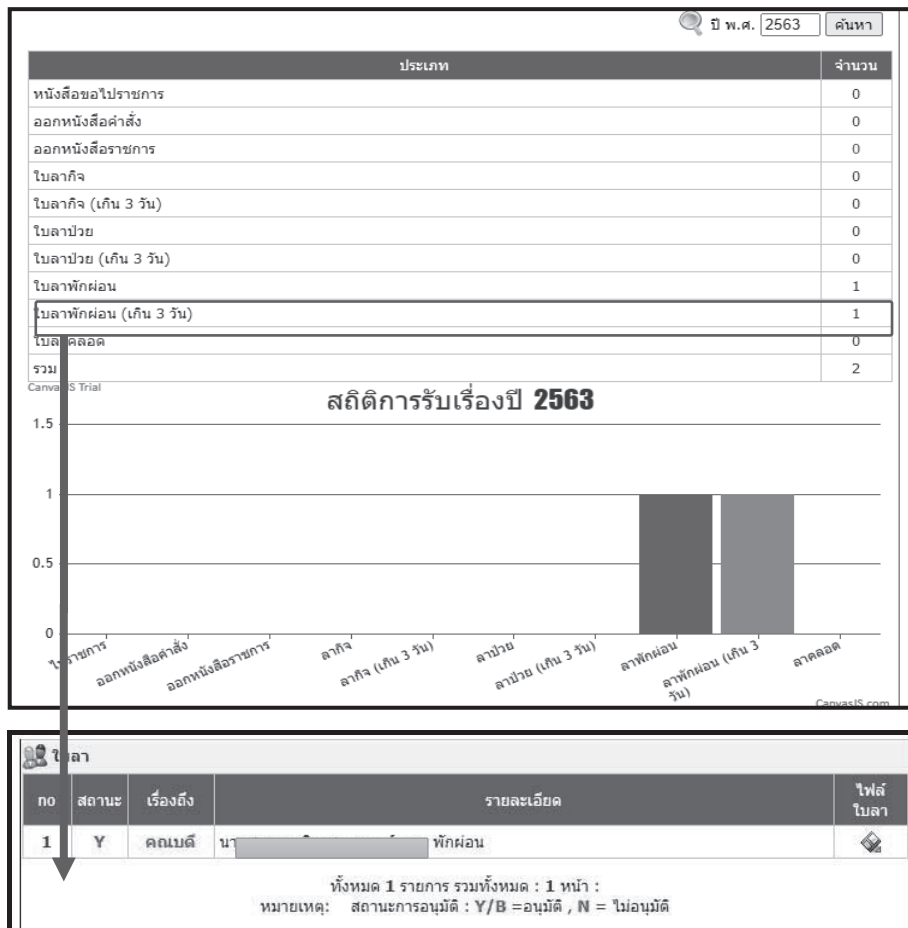 ปี พ.ศ. 2563 ค้นหา
ประเภท จำนวน
หนังสือขอไปราชการ 0
ออกหนังสือคำสั่ง 0
ออกหนังสือราชการ 0
ใบลากิจ 0
ใบลากิจ (เกิน 3 วัน) 0
ใบลาป่วย 0
ใบลาป่วย (เกิน 3 วัน) 0
ใบลาพักผ่อน 1
ใบลาพักผ่อน (เกิน 3 วัน) 1
คลอด 0
รวม 2
Trial
สถิติการรับเรื่องปี 2563
1.5
1
0.5
0
ออกหนังสือคำสั่ง
ออกหนังสือราชการ
ลากิจ
ลากิจ (เกิน 3 วัน)
ลาป่วย
ลาป่วย (เกิน 3 วัน)
ลาพักผ่อน
ลาพักผ่อน (เกิน 3
วัน)
ลาคลอด
CanvasJS.com
no สถานะ เรื่องถึง รายละเอียด ไฟล์
ใบลา
1 Y คณบดี พักผ่อน
ทั้งหมด 1 รายการ รวมทั้งหมด : 1 หน้า :
หมายเหตุ: สถานะการอนุมัติ : Y/B =อนุมัติ , N = ไม่อนุมัติ